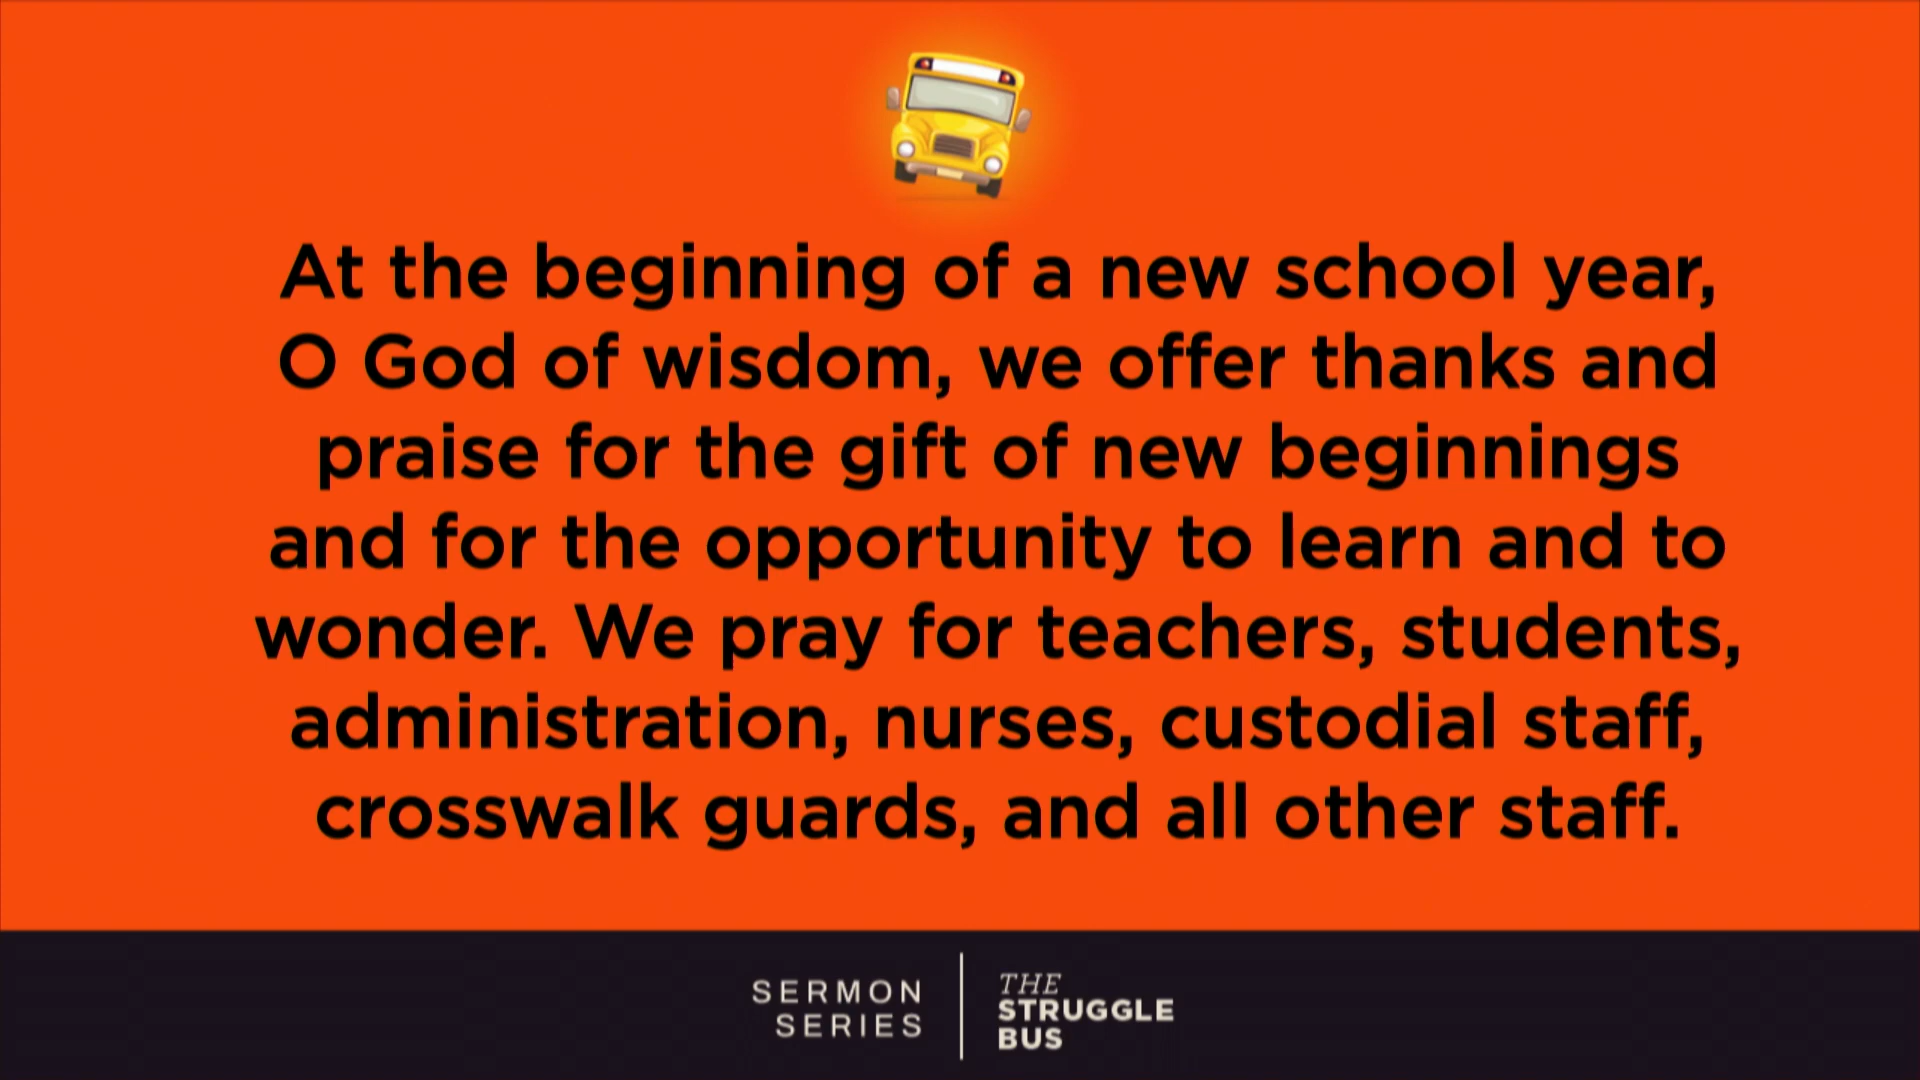 At the beginning of a new school year,
O God of wisdom, we offer thanks and
praise for the gift of new beginnings
and for the opportunity to learn and to
wonder. We pray for teachers, students,
administration, nurses, custodial staff,
crosswalk guards, and all other staff.
SERMON
SERIES
THE
STRUGGLE
BUS